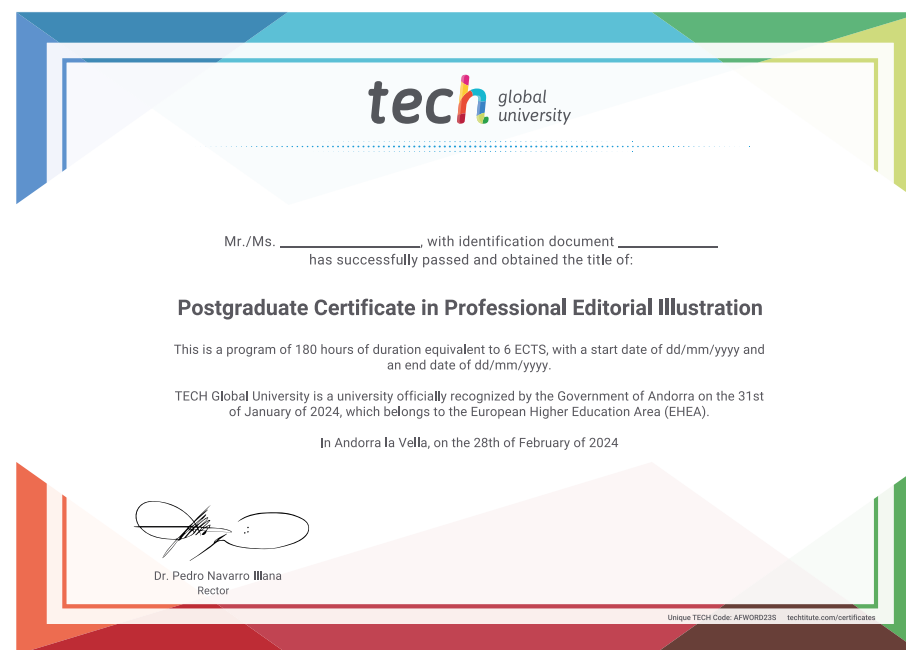 tech global university
Mr./Ms. ____________, with identification document ____________
has successfully passed and obtained the title of:
Postgraduate Certificate in Professional Editorial Illustration
This is a program of 180 hours of duration equivalent to 6 ECTS, with a start date of dd/mm/yyyy and
an end date of dd/mm/yyyy.
TECH Global University is a university officially recognized by the Government of Andorra on the 31st
of January of 2024, which belongs to the European Higher Education Area (EHEA).
In Andorra la Vella, on the 28th of February of 2024
Dr. Pedro Navarro Illana
Rector
Unique TECH Code: AFWORD23S techtitute.com/certificates